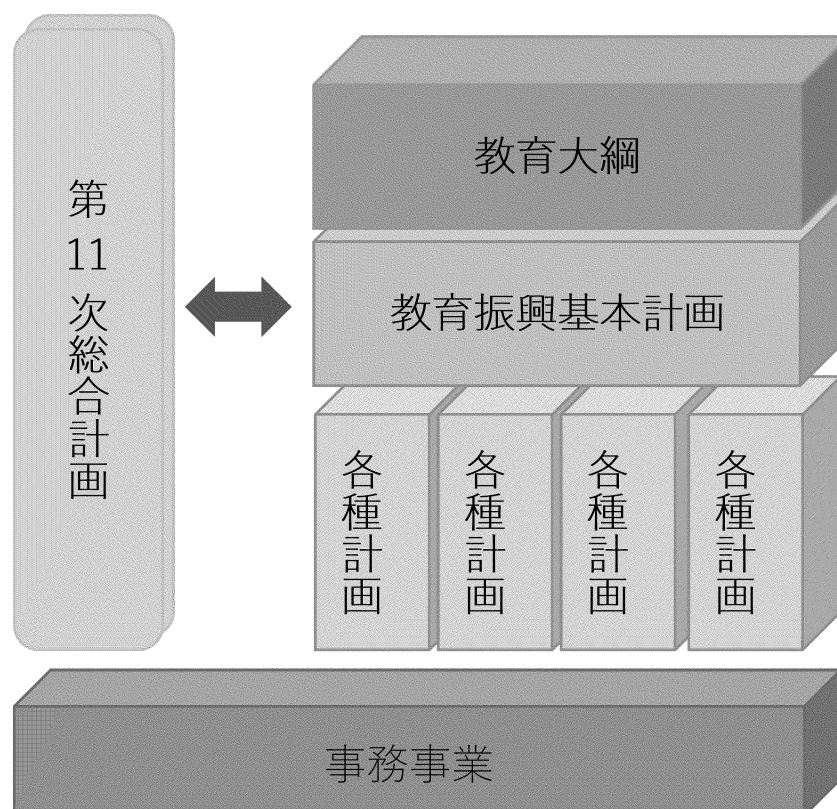 第11次総合計画
教育大綱
教育振興基本計画
各種計画
各種計画
各種計画
各種計画
事務事業